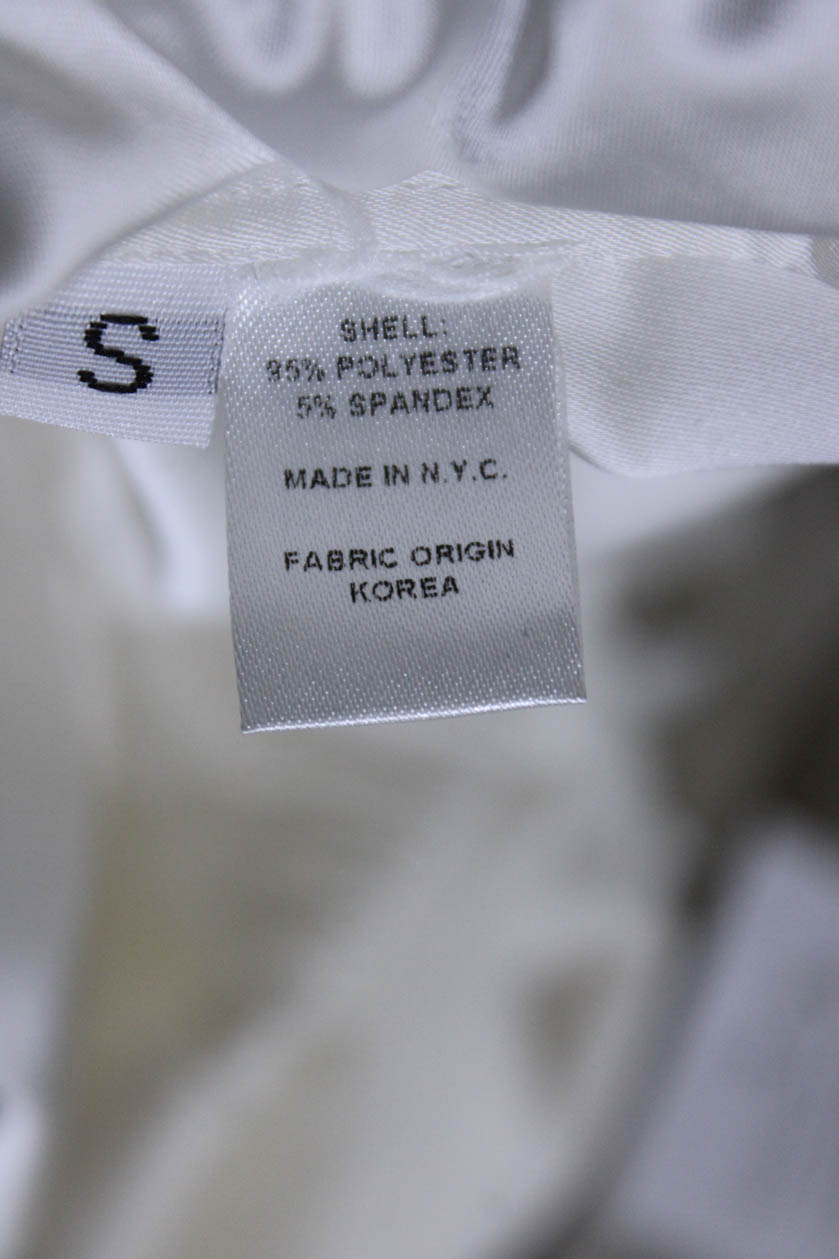 S
SHELL:
95% POLYESTER
5% SPANDEX
MADE IN N.Y.C.
FABRIC ORIGIN
KOREA